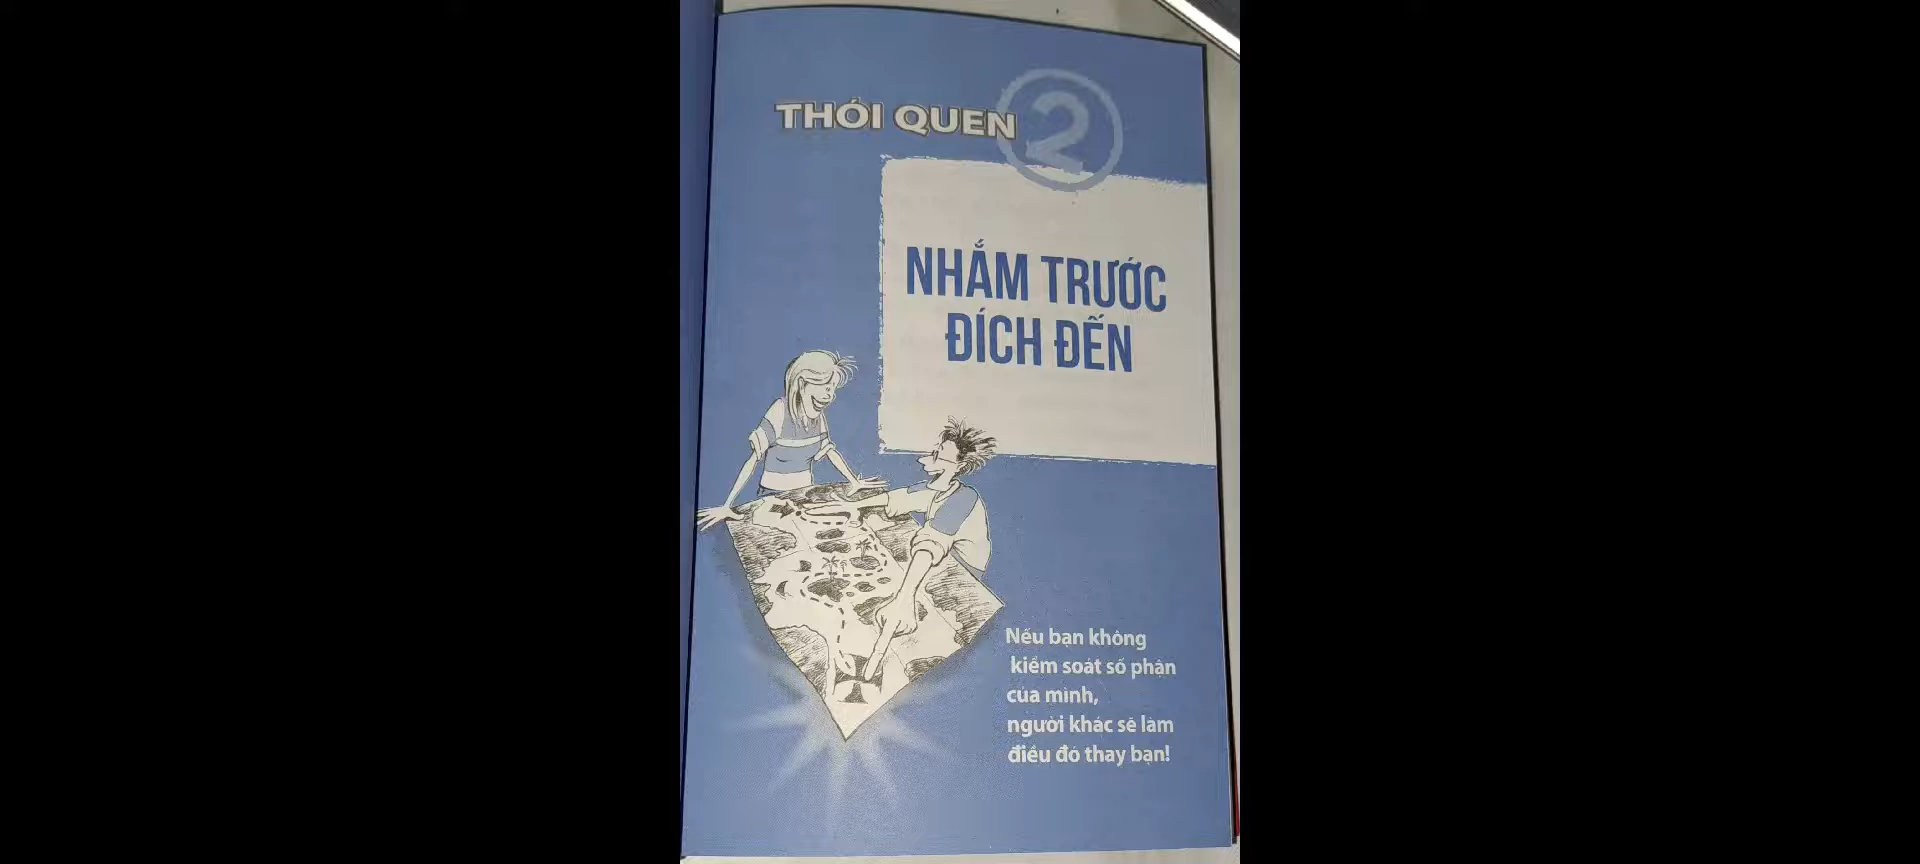 THÓI QUEN 2
NHẮM TRƯỚC
ĐÍCH ĐẾN
Nếu bạn không
kiểm soát số phận
của mình,
người khác sẽ làm
điều đó thay bạn!